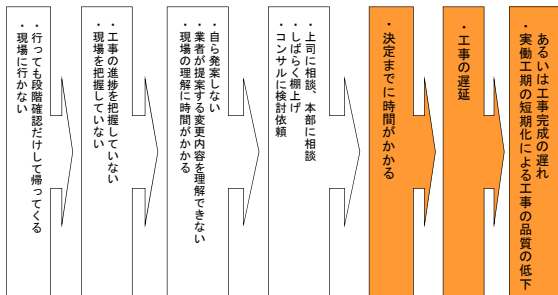 ・現場に行かない
・行っても段階確認だけして帰ってくる
・現場を把握していない
・工事の進捗を把握していない
・現場の理解に時間がかかる
・業者が提案する変更内容を理解できない
・自ら発案しない
・コンサルに検討依頼
・しばらく棚上げ
・上司に相談、本部に相談
・決定までに時間がかかる
・工事の遅延
・実働工期の短期化による工事の品質の低下
あるいは工事完成の遅れ